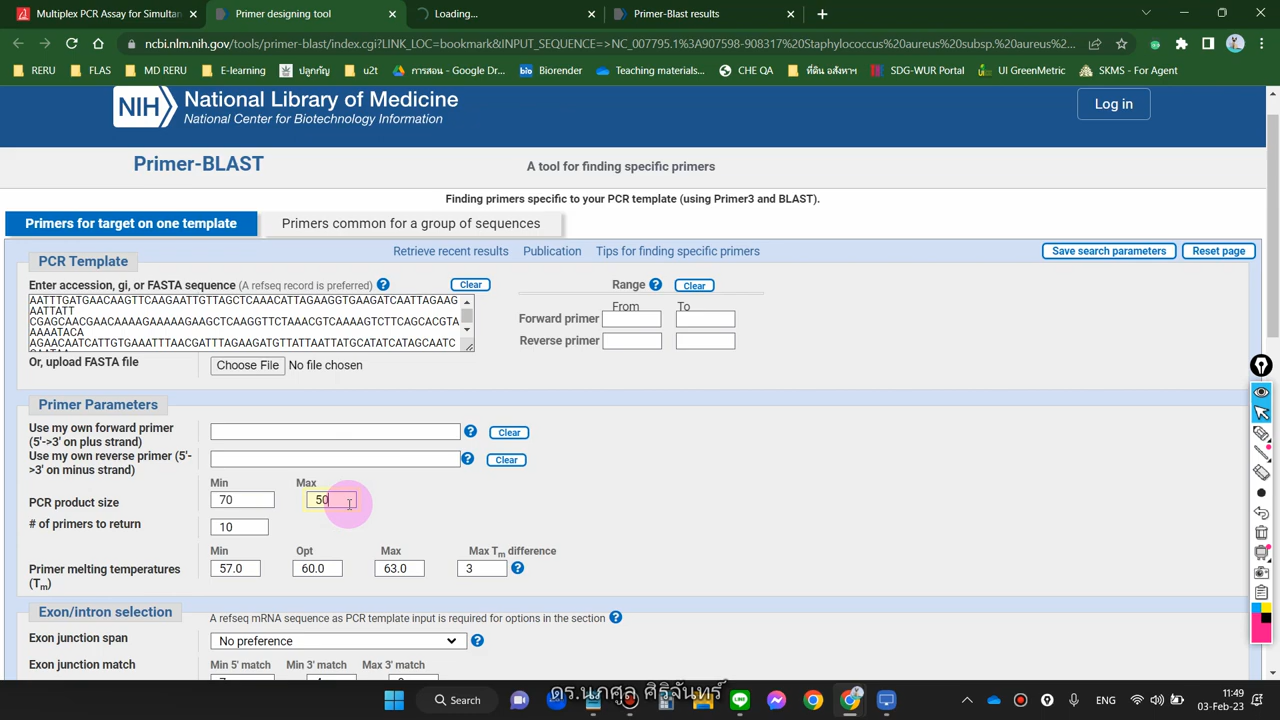 Multiplex PCR Assay for Simultan
Primer designing tool
Loading...
Primer-Blast results
ncbi.nlm.nih.gov/tools/primer-blast/index.cgi?LINK_LOC=bookmark&INPUT_SEQUENCE=>NC_007795.1%3A907598-908317%20Staphylococcus%20aureus%20subsp.%20aureus%...
RERU
FLAS
MD RERU
E-learning
ปลูกกัญ
u2t
การสอน - Google Dr...
Biorender
Teaching materials...
CHE QA
ที่ดิน อสังหาฯ
SDG-WUR Portal
UI GreenMetric
SKMS - For Agent
NIH
National Library of Medicine
National Center for Biotechnology Information
Log in
Primer-BLAST
A tool for finding specific primers
Finding primers specific to your PCR template (using Primer3 and BLAST).
Primers for target on one template
Primers common for a group of sequences
Retrieve recent results
Publication
Tips for finding specific primers
Save search parameters
Reset page
PCR Template
Enter accession, gi, or FASTA sequence (A refseq record is preferred)
Clear
Range
Clear
From
To
AATTTGATGAACAAGTTCAAGAATTGTTAGCTCAAACATTAGAAGGTGAAGATCAATTAGAAG
AATTATT
CGAGCAACGAACAAAAGAAAAAGAAGCTCAAGGTTCTAAACGTCAAAAGTCTTCAGCACGTA
AAAATACA
AGAACAATCATTGTGAAATTTAACGATTTAGAAGATGTTATTAATTATGCATATCATAGCAATC
Forward primer
Reverse primer
Or, upload FASTA file
Choose File
No file chosen
Primer Parameters
Use my own forward primer
(5'->3' on plus strand)
Clear
Use my own reverse primer (5'-
>3' on minus strand)
Clear
Min
Max
PCR product size
70
50
# of primers to return
10
Min
Opt
Max
Max Tm difference
Primer melting temperatures
(Tm)
57.0
60.0
63.0
3
Exon/intron selection
A refseq mRNA sequence as PCR template input is required for options in the section
Exon junction span
No preference
Exon junction match
Min 5' match
Min 3' match
Max 3' match
Search
ดร.นภศูล ศิริจันทร์
ENG
11:49
03-Feb-23